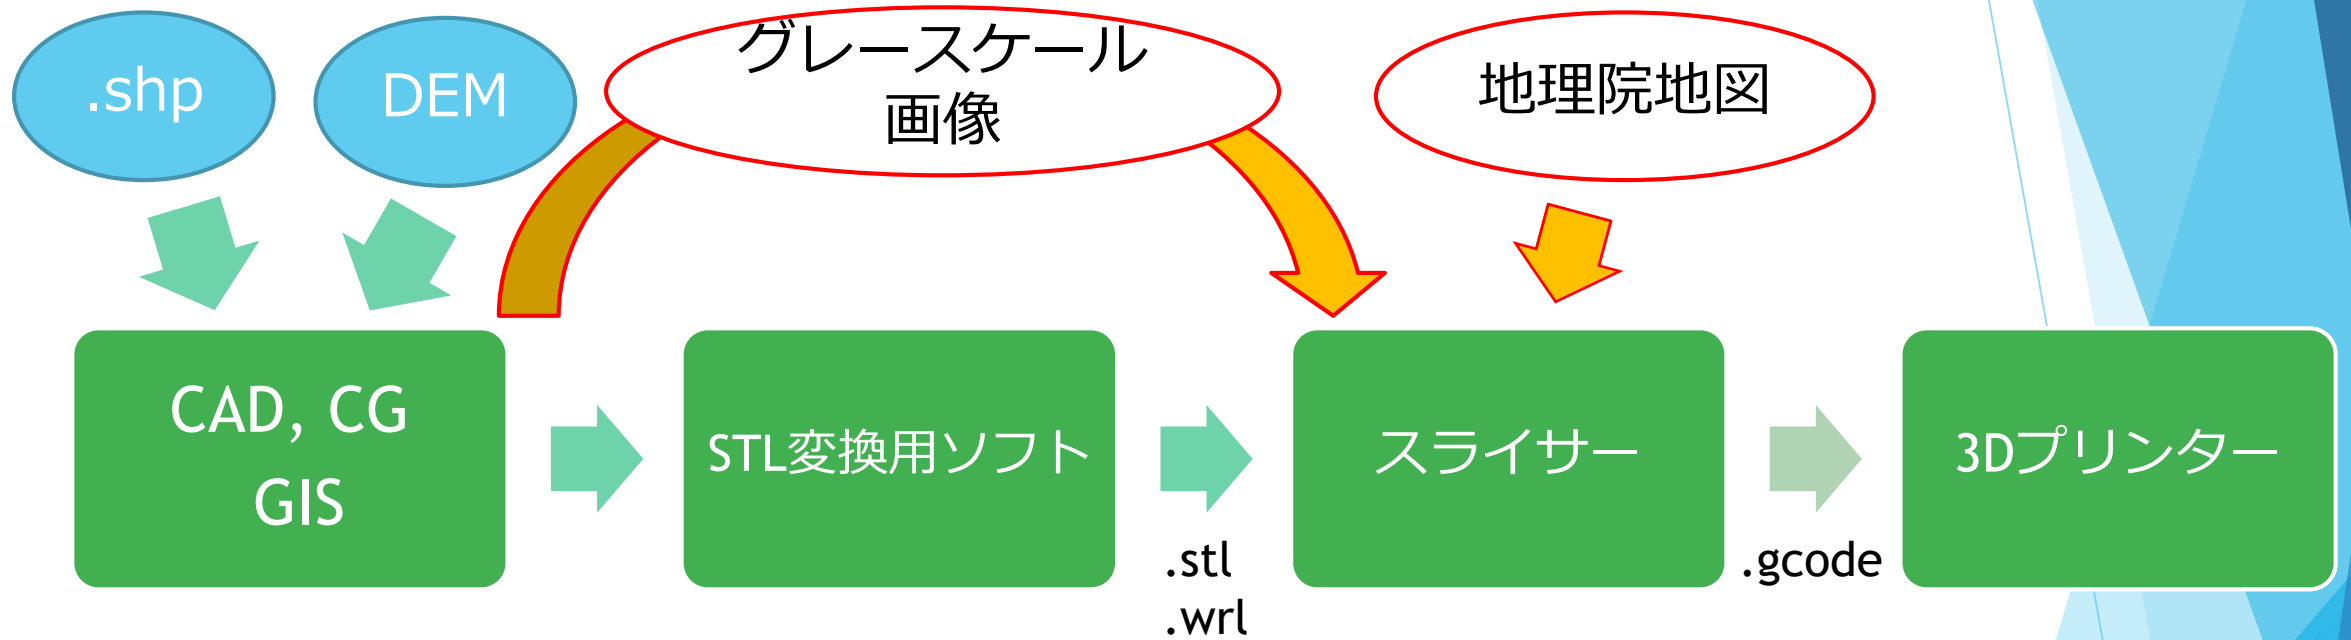 .shp
DEM
グレースケール
画像
地理院地図
CAD, CG
GIS
STL変換用ソフト
.stl
.wrl
スライサー
.gcode
3Dプリンター